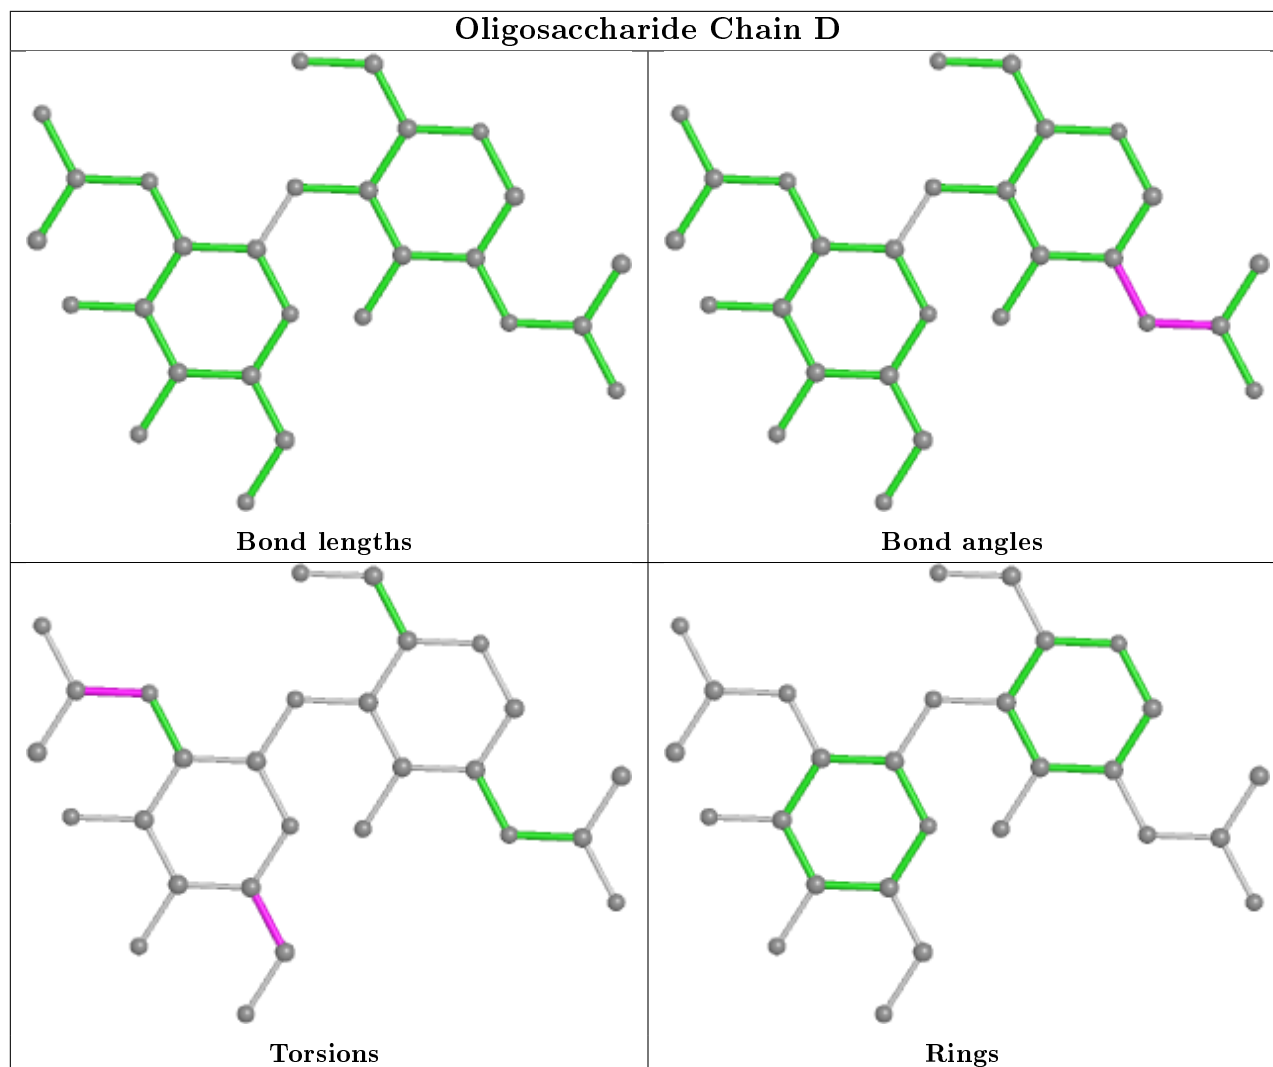 Oligosaccharide Chain D
Bond lengths
Bond angles
Torsions
Rings